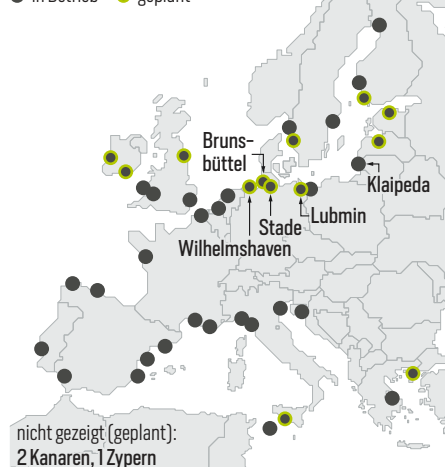 in Betrieb geplant
Bruns-
büttel
Klaipeda
Lubmin
Stade
Wilhelmshaven
nicht gezeigt (geplant):
2 Kanaren, 1 Zypern